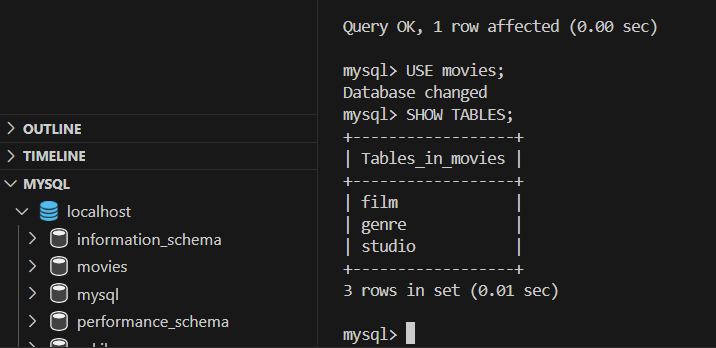 OUTLINE
TIMELINE
MYSQL
localhost
information_schema
movies
mysql
performance_schema
Query OK, 1 row affected (0.00 sec)
mysql> USE movies;
Database changed
mysql> SHOW TABLES;
+------------------+
| Tables_in_movies |
+------------------+
| film             |
| genre            |
| studio           |
+------------------+
3 rows in set (0.01 sec)
mysql>